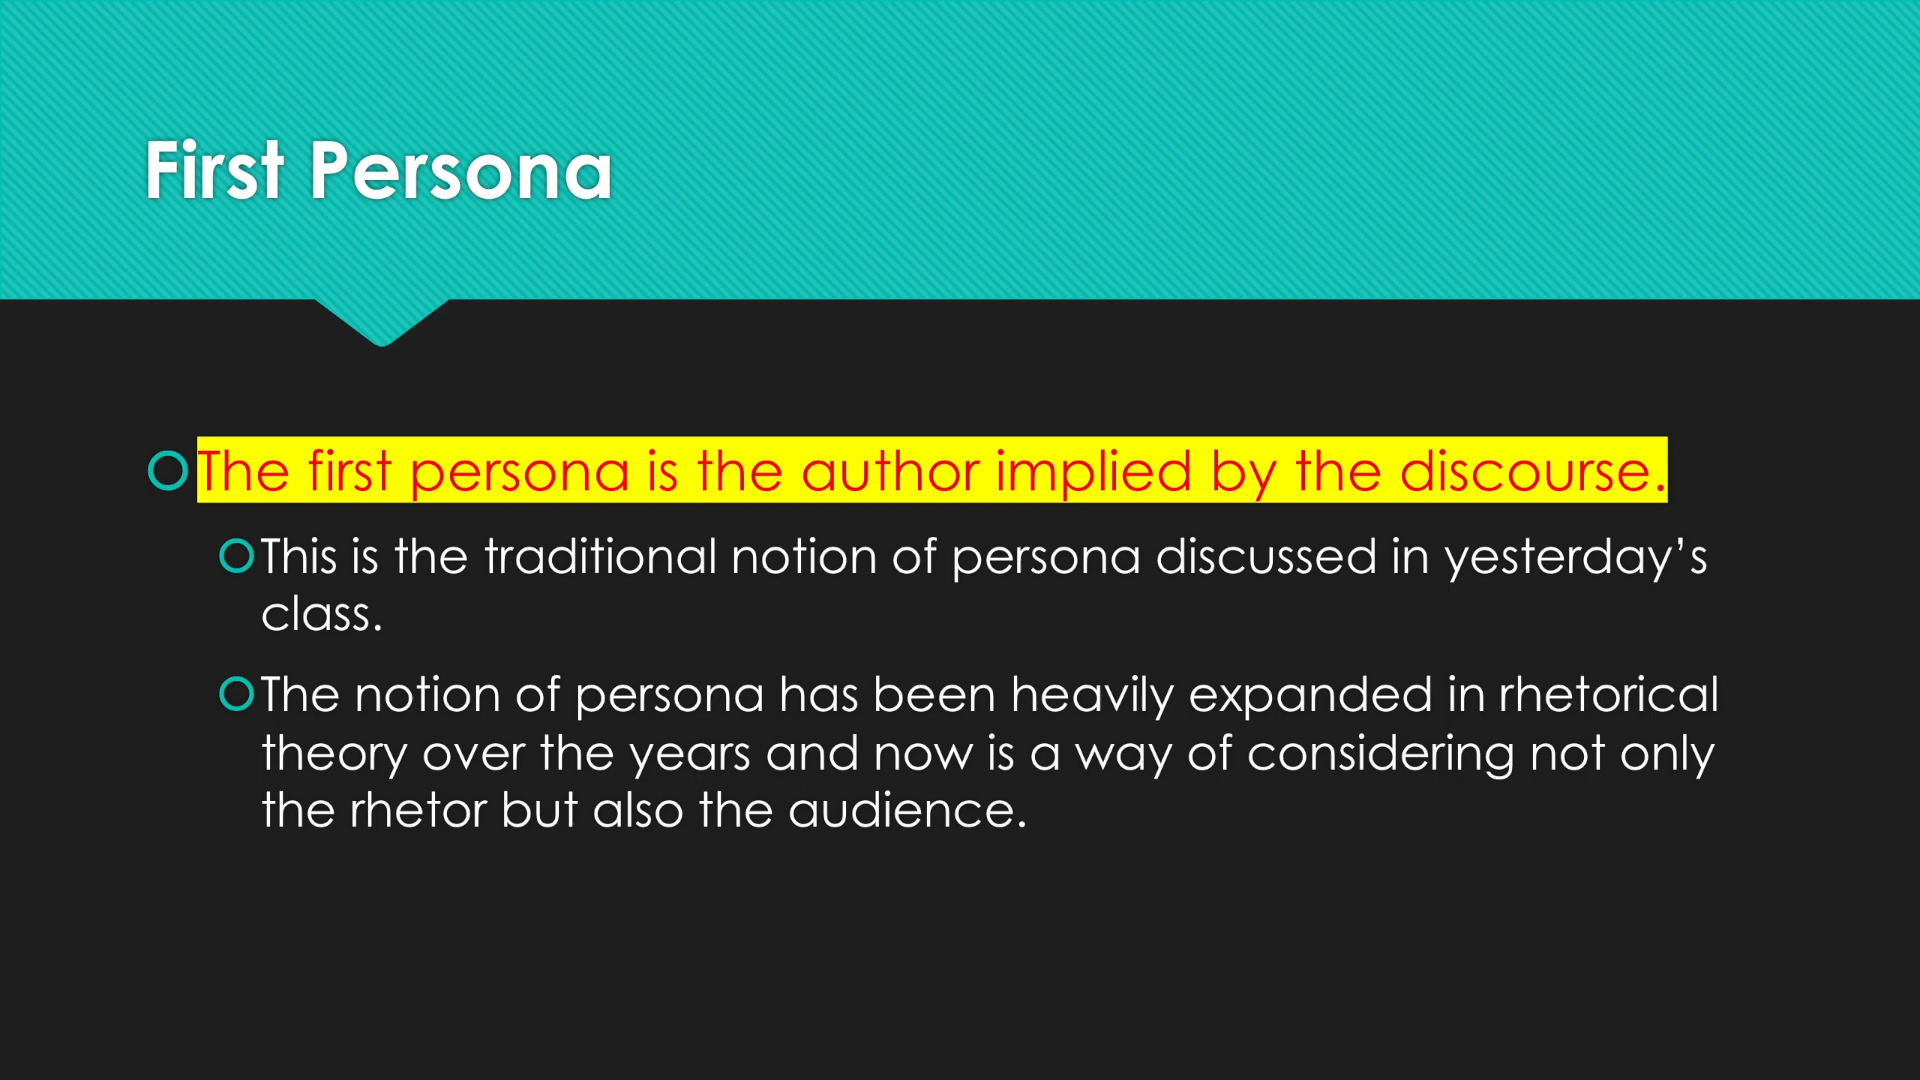 First Persona
The first persona is the author implied by the discourse.
This is the traditional notion of persona discussed in yesterday’s
class.
The notion of persona has been heavily expanded in rhetorical
theory over the years and now is a way of considering not only
the rhetor but also the audience.